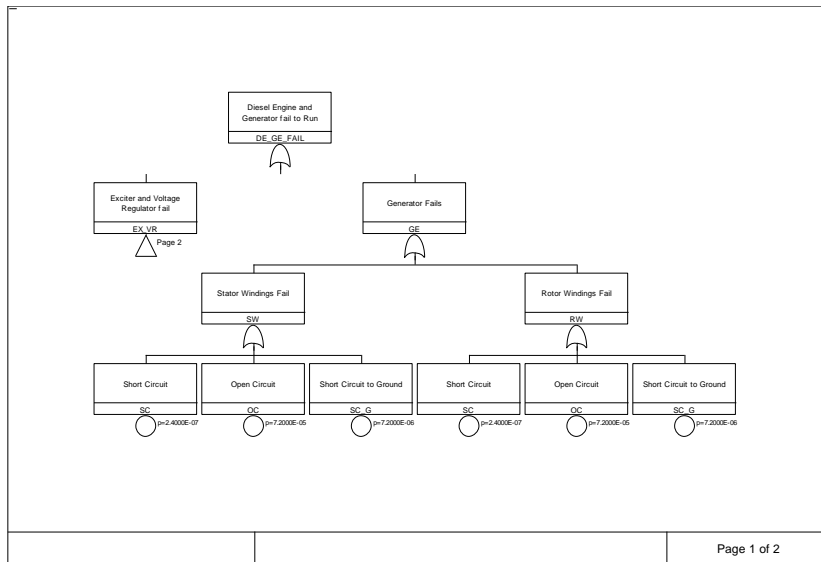 Diesel Engine and
Generator fail to Run
DE_GE_FAIL
Exciter and Voltage
Regulator fail
EX_VR
Page 2
Generator Fails
GE
Stator Windings Fail
SW
Rotor Windings Fail
RW
Short Circuit
SC
p=2.4000E-07
Open Circuit
OC
p=7.2000E-05
Short Circuit to Ground
SC_G
p=7.2000E-06
Short Circuit
SC
p=2.4000E-07
Open Circuit
OC
p=7.2000E-05
Short Circuit to Ground
SC_G
p=7.2000E-06
Page 1 of 2